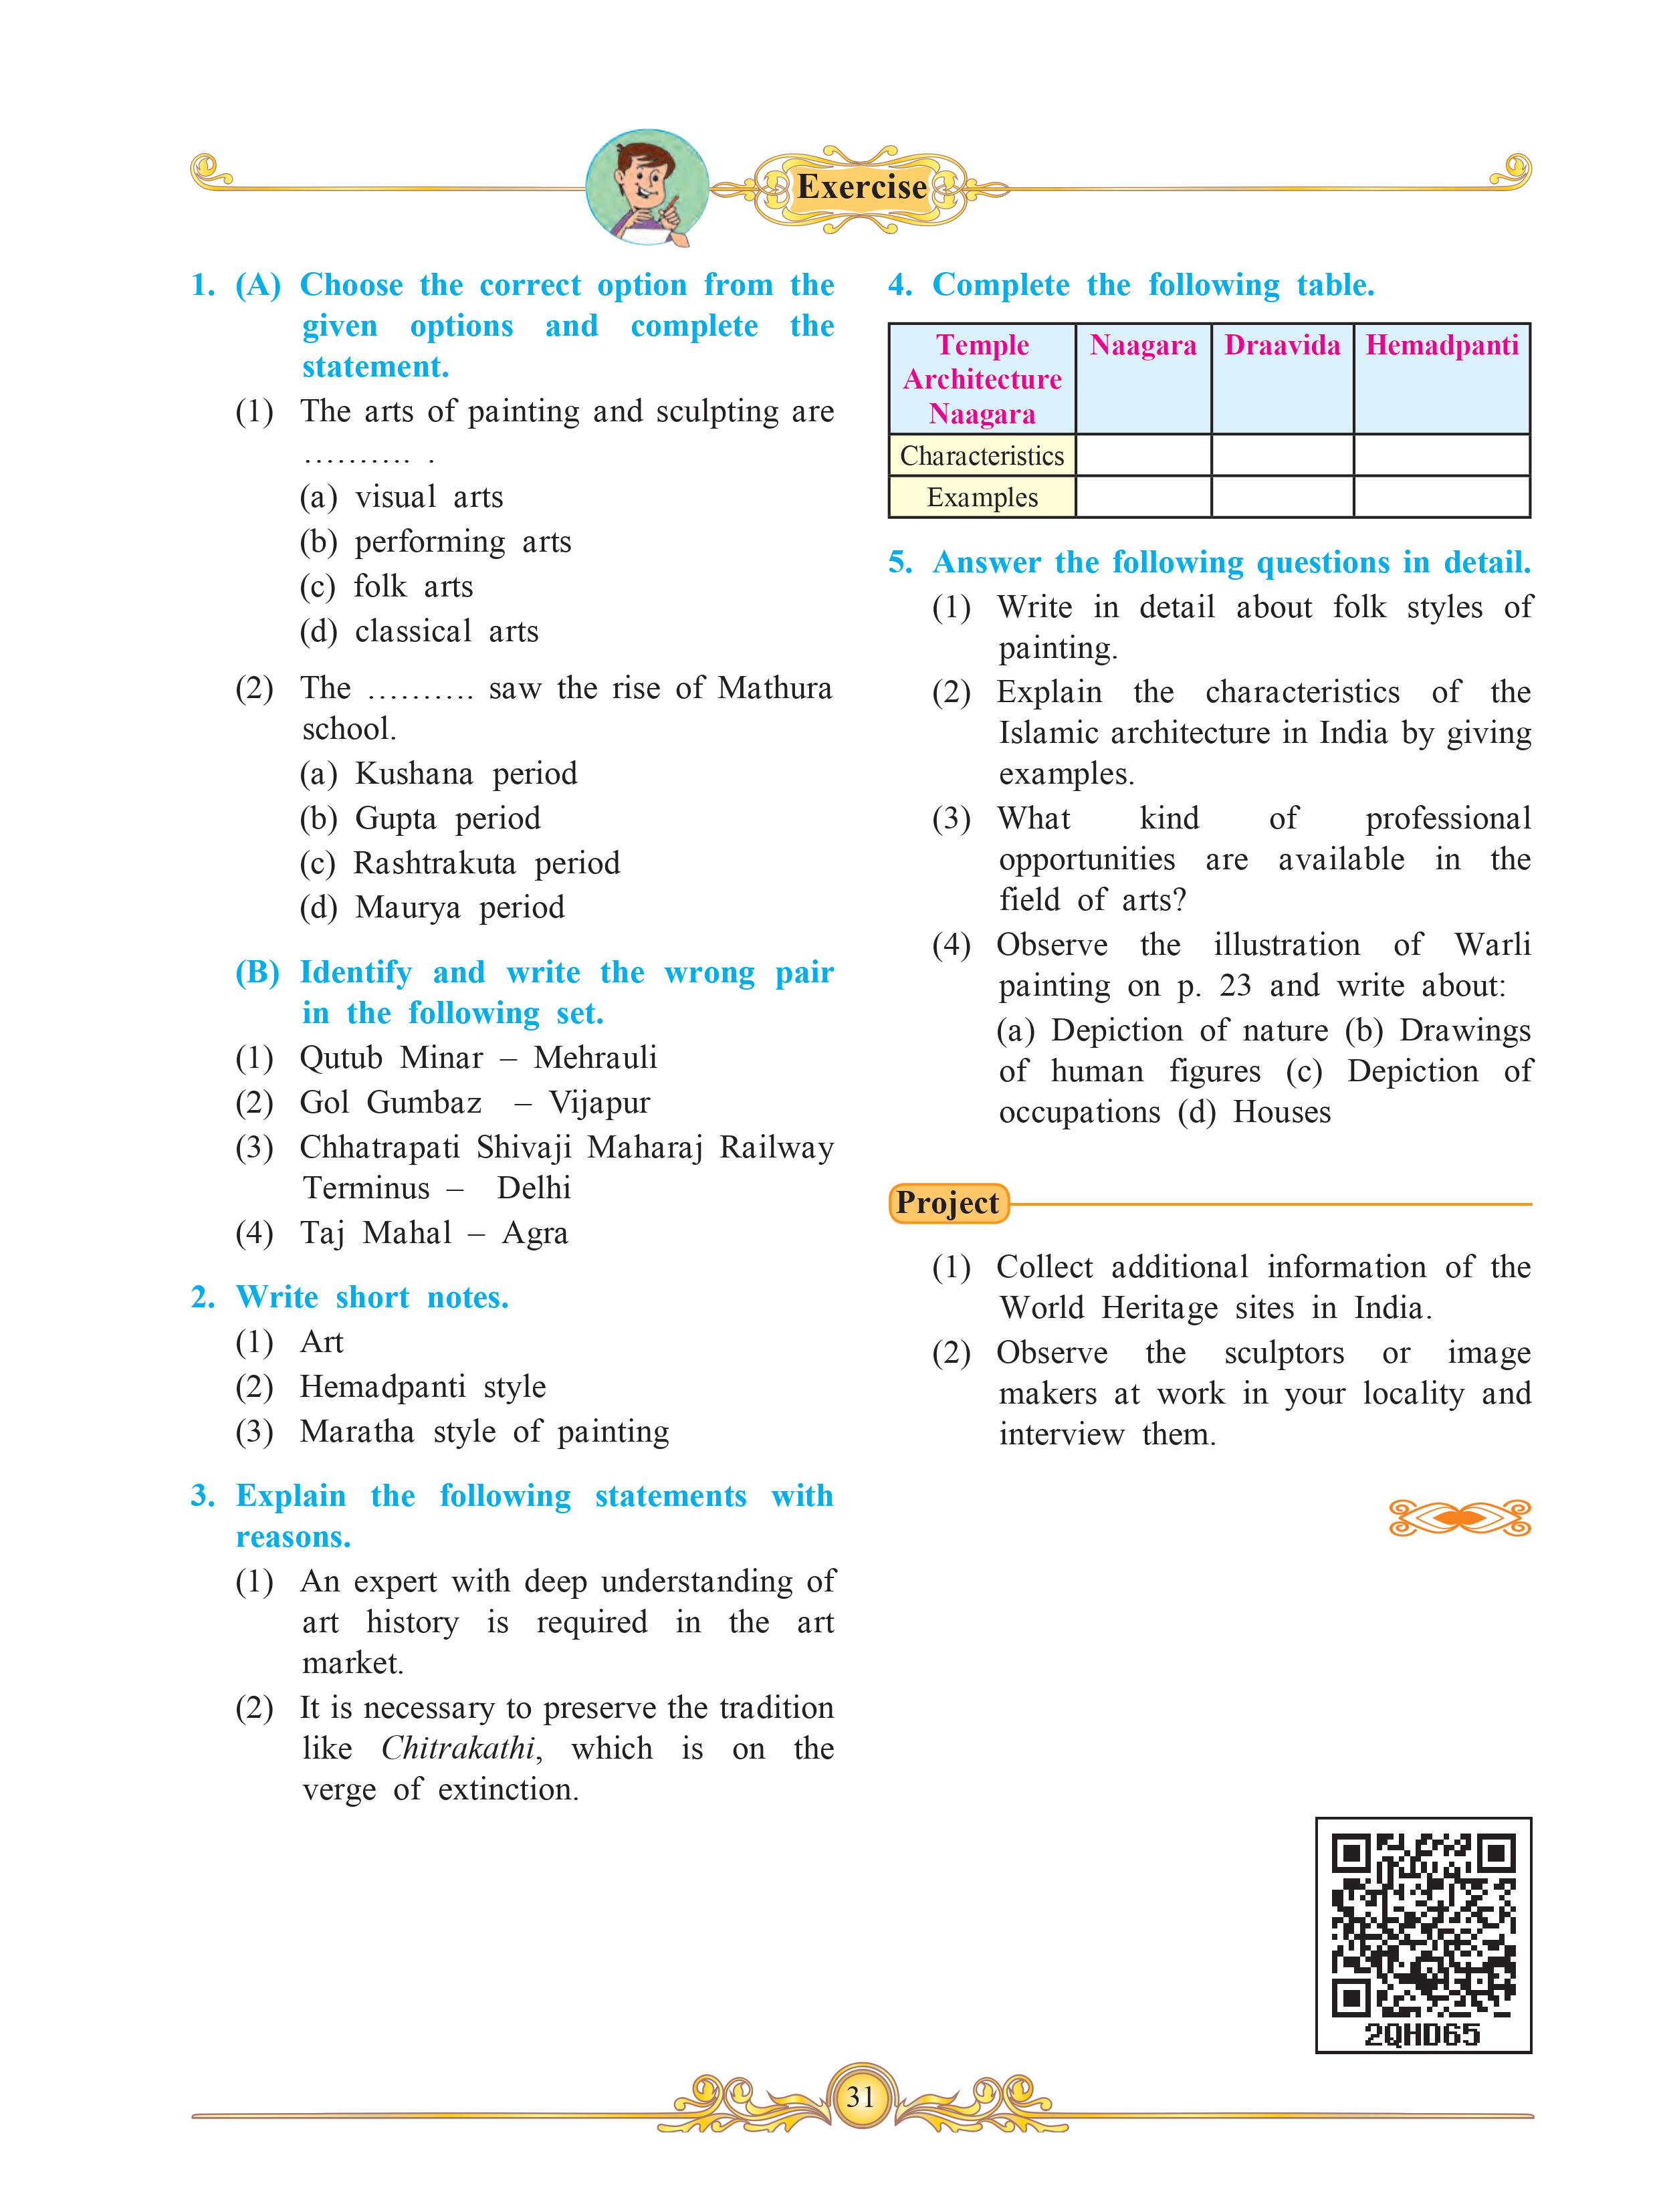 Exercise
1. (A) Choose the correct option from the
given options and complete the
statement.
(1) The arts of painting and sculpting are
.......... .
(a) visual arts
(b) performing arts
(c) folk arts
(d) classical arts
(2) The .......... saw the rise of Mathura
school.
(a) Kushana period
(b) Gupta period
(c) Rashtrakuta period
(d) Maurya period
(B) Identify and write the wrong pair
in the following set.
(1) Qutub Minar – Mehrauli
(2) Gol Gumbaz – Vijapur
(3) Chhatrapati Shivaji Maharaj Railway
Terminus – Delhi
(4) Taj Mahal – Agra
2. Write short notes.
(1) Art
(2) Hemadpanti style
(3) Maratha style of painting
3. Explain the following statements with
reasons.
(1) An expert with deep understanding of
art history is required in the art
market.
(2) It is necessary to preserve the tradition
like Chitrakathi, which is on the
verge of extinction.
4. Complete the following table.
Temple Naagara Draavida Hemadpanti
Architecture
Naagara
Characteristics
Examples
5. Answer the following questions in detail.
(1) Write in detail about folk styles of
painting.
(2) Explain the characteristics of the
Islamic architecture in India by giving
examples.
(3) What kind of professional
opportunities are available in the
field of arts?
(4) Observe the illustration of Warli
painting on p. 23 and write about:
(a) Depiction of nature (b) Drawings
of human figures (c) Depiction of
occupations (d) Houses
Project
(1) Collect additional information of the
World Heritage sites in India.
(2) Observe the sculptors or image
makers at work in your locality and
interview them.
2QHD65
31